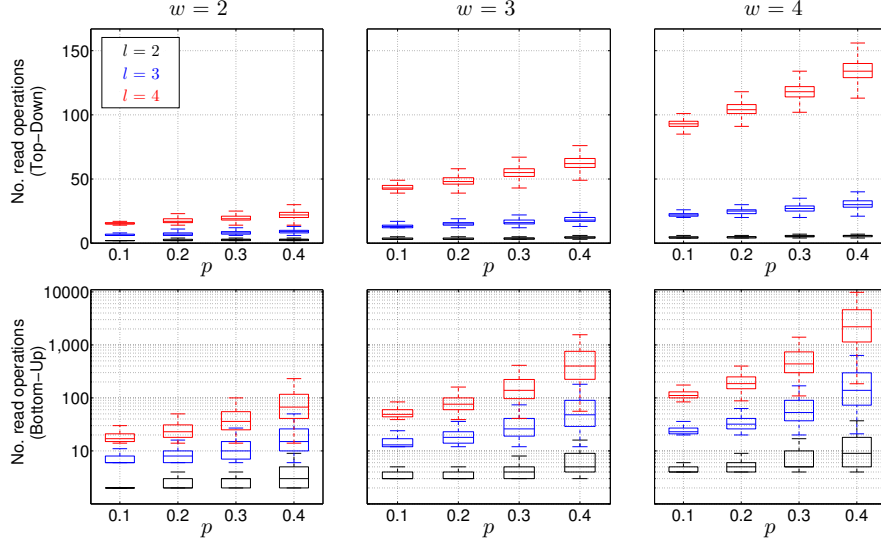 w = 2
w = 3
w = 4
No. read operations
(Top−Down)
150
100
50
0
l = 2
l = 3
l = 4
0.1 0.2 0.3 0.4
0.1 0.2 0.3 0.4
0.1 0.2 0.3 0.4
p
p
p
No. read operations
(Bottom−Up)
10000
1,000
100
10
0.1 0.2 0.3 0.4
0.1 0.2 0.3 0.4
0.1 0.2 0.3 0.4
p
p
p